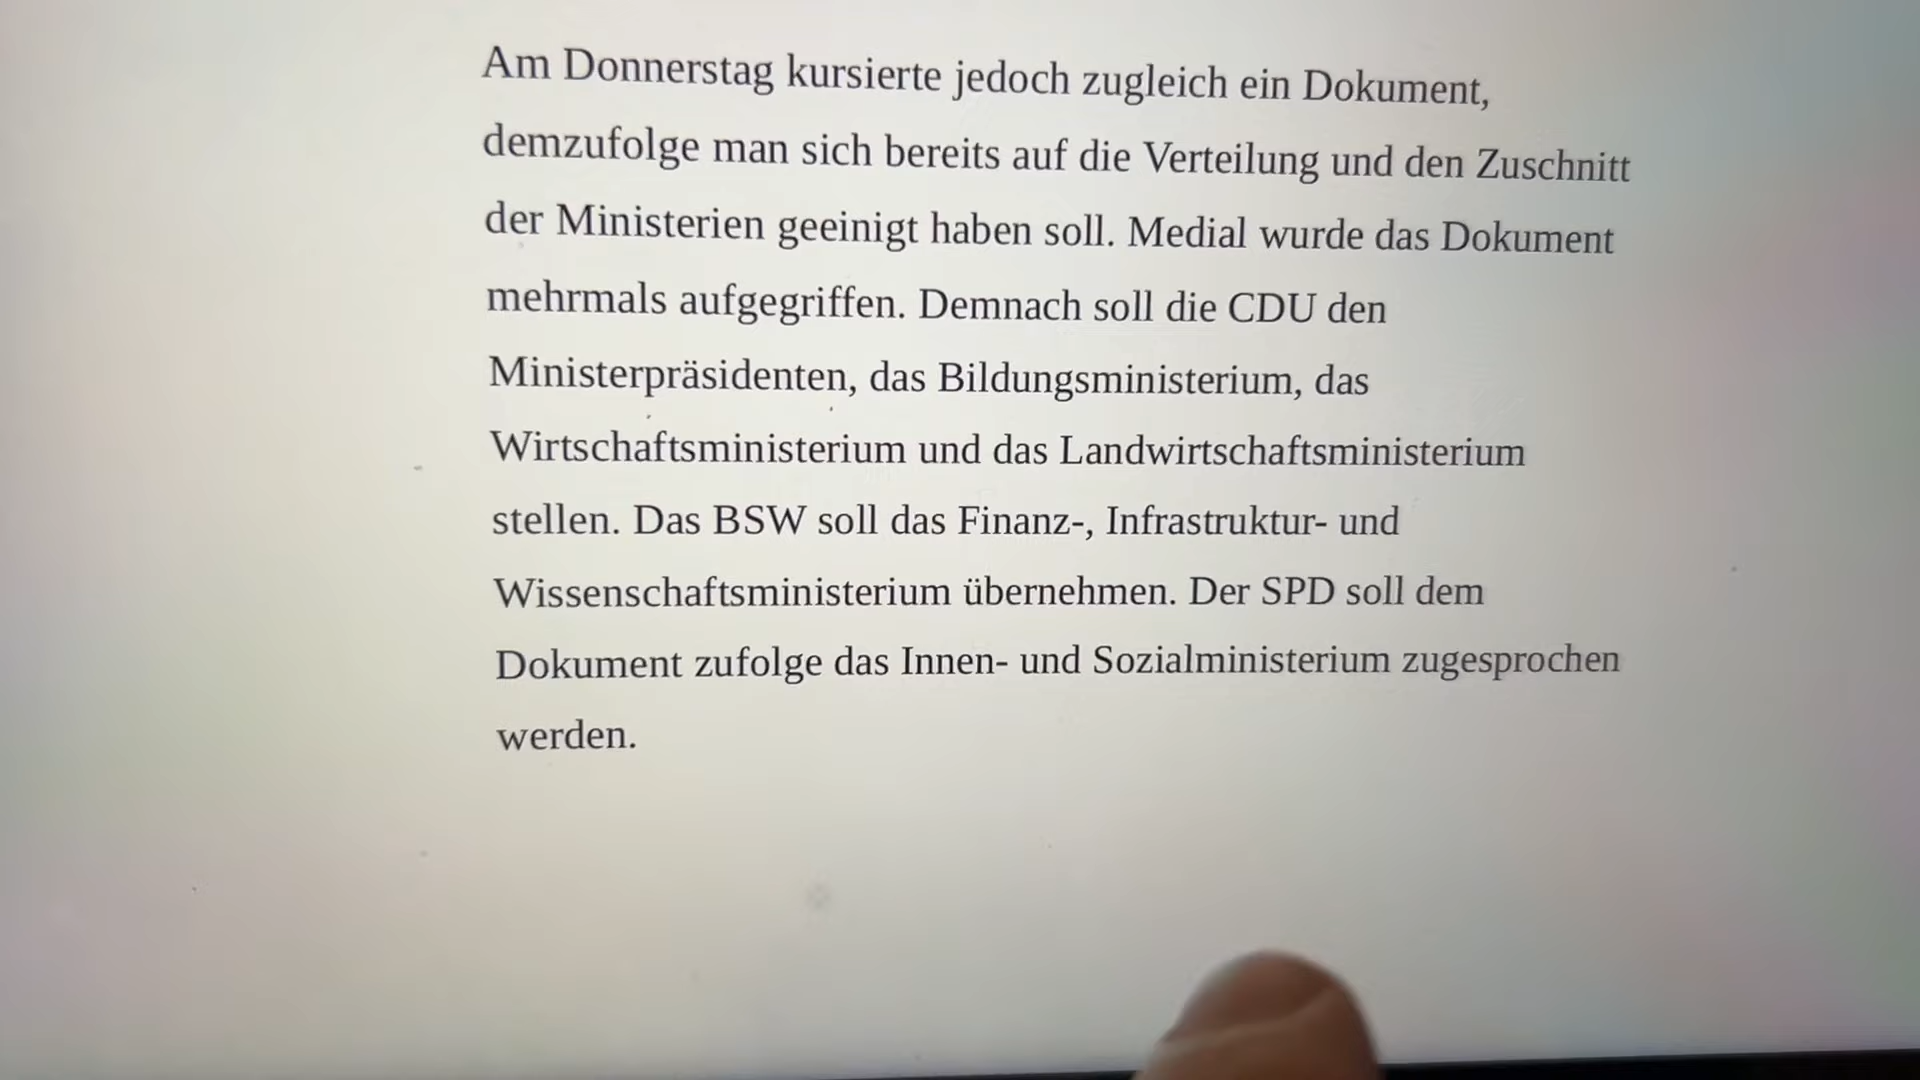 Am Donnerstag kursierte jedoch zugleich ein Dokument,
demzufolge man sich bereits auf die Verteilung und den Zuschnitt
der Ministerien geeinigt haben soll. Medial wurde das Dokument
mehrmals aufgegriffen. Demnach soll die CDU den
Ministerpräsidenten, das Bildungsministerium, das
Wirtschaftsministerium und das Landwirtschaftsministerium
stellen. Das BSW soll das Finanz-, Infrastruktur- und
Wissenschaftsministerium übernehmen. Der SPD soll dem
Dokument zufolge das Innen- und Sozialministerium zugesprochen
werden.